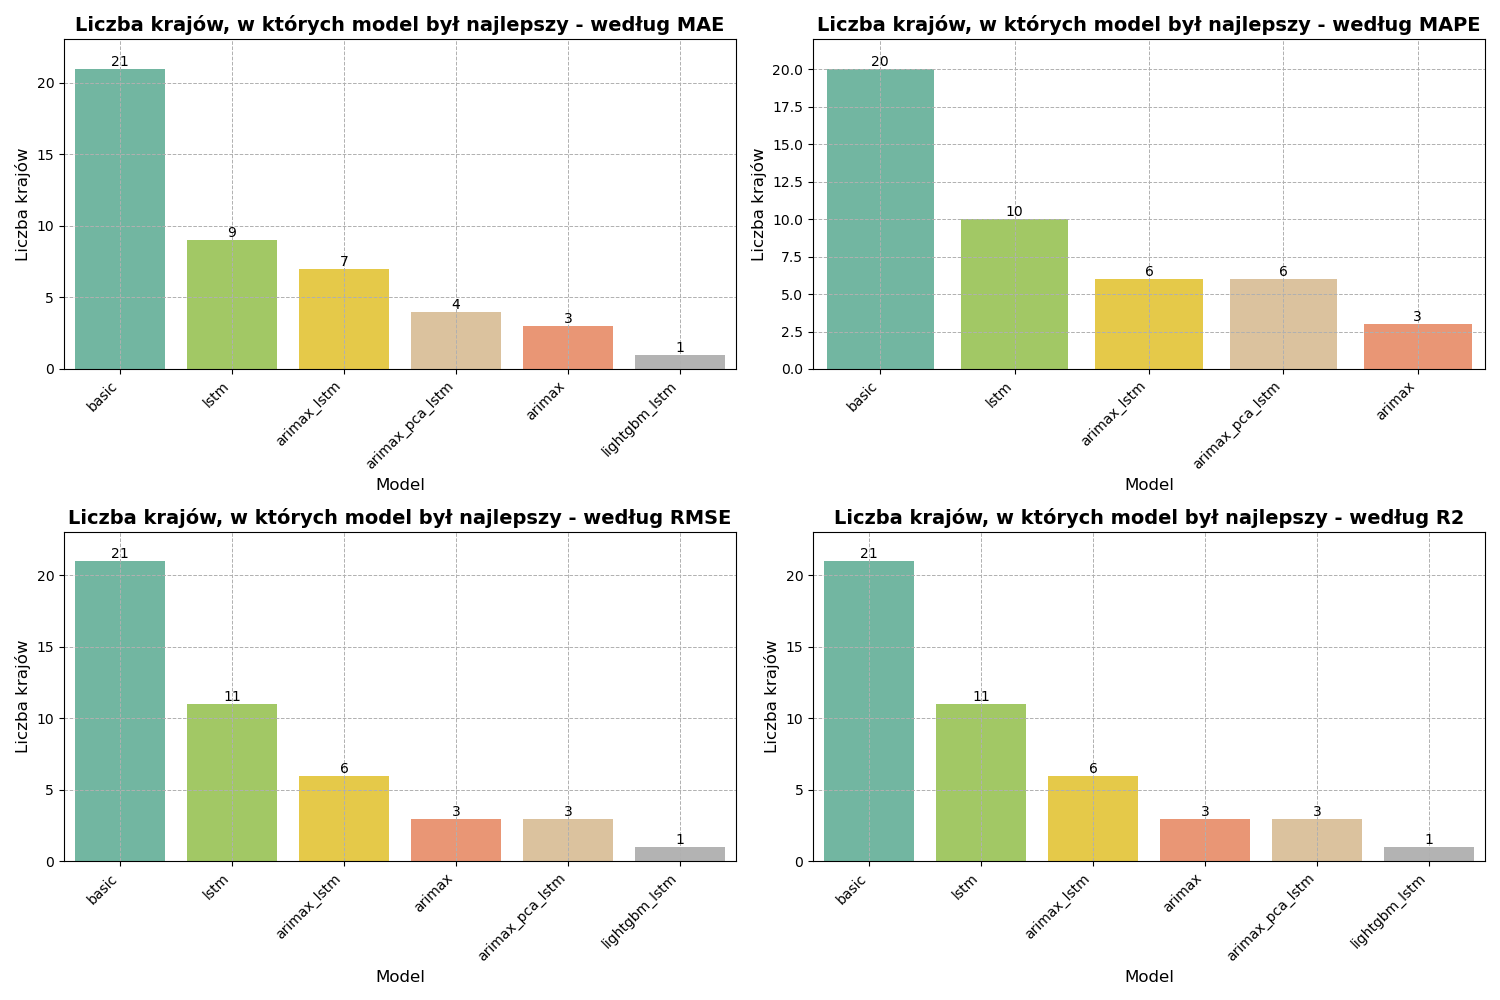 Liczba krajów, w których model był najlepszy - według MAE
Liczba krajów
20
15
10
5
0
21
9
7
4
3
1
basic
lstm
arimax_lstm
arimax_pca_lstm
arimax
lightgbm_lstm
Model
Liczba krajów, w których model był najlepszy - według MAPE
Liczba krajów
20.0
17.5
15.0
12.5
10.0
7.5
5.0
2.5
0.0
20
10
6
6
3
basic
lstm
arimax_lstm
arimax_pca_lstm
arimax
Model
Liczba krajów, w których model był najlepszy - według RMSE
Liczba krajów
20
15
10
5
0
21
11
6
3
3
1
basic
lstm
arimax_lstm
arimax
arimax_pca_lstm
lightgbm_lstm
Model
Liczba krajów, w których model był najlepszy - według R2
Liczba krajów
20
15
10
5
0
21
11
6
3
3
1
basic
lstm
arimax_lstm
arimax
arimax_pca_lstm
lightgbm_lstm
Model